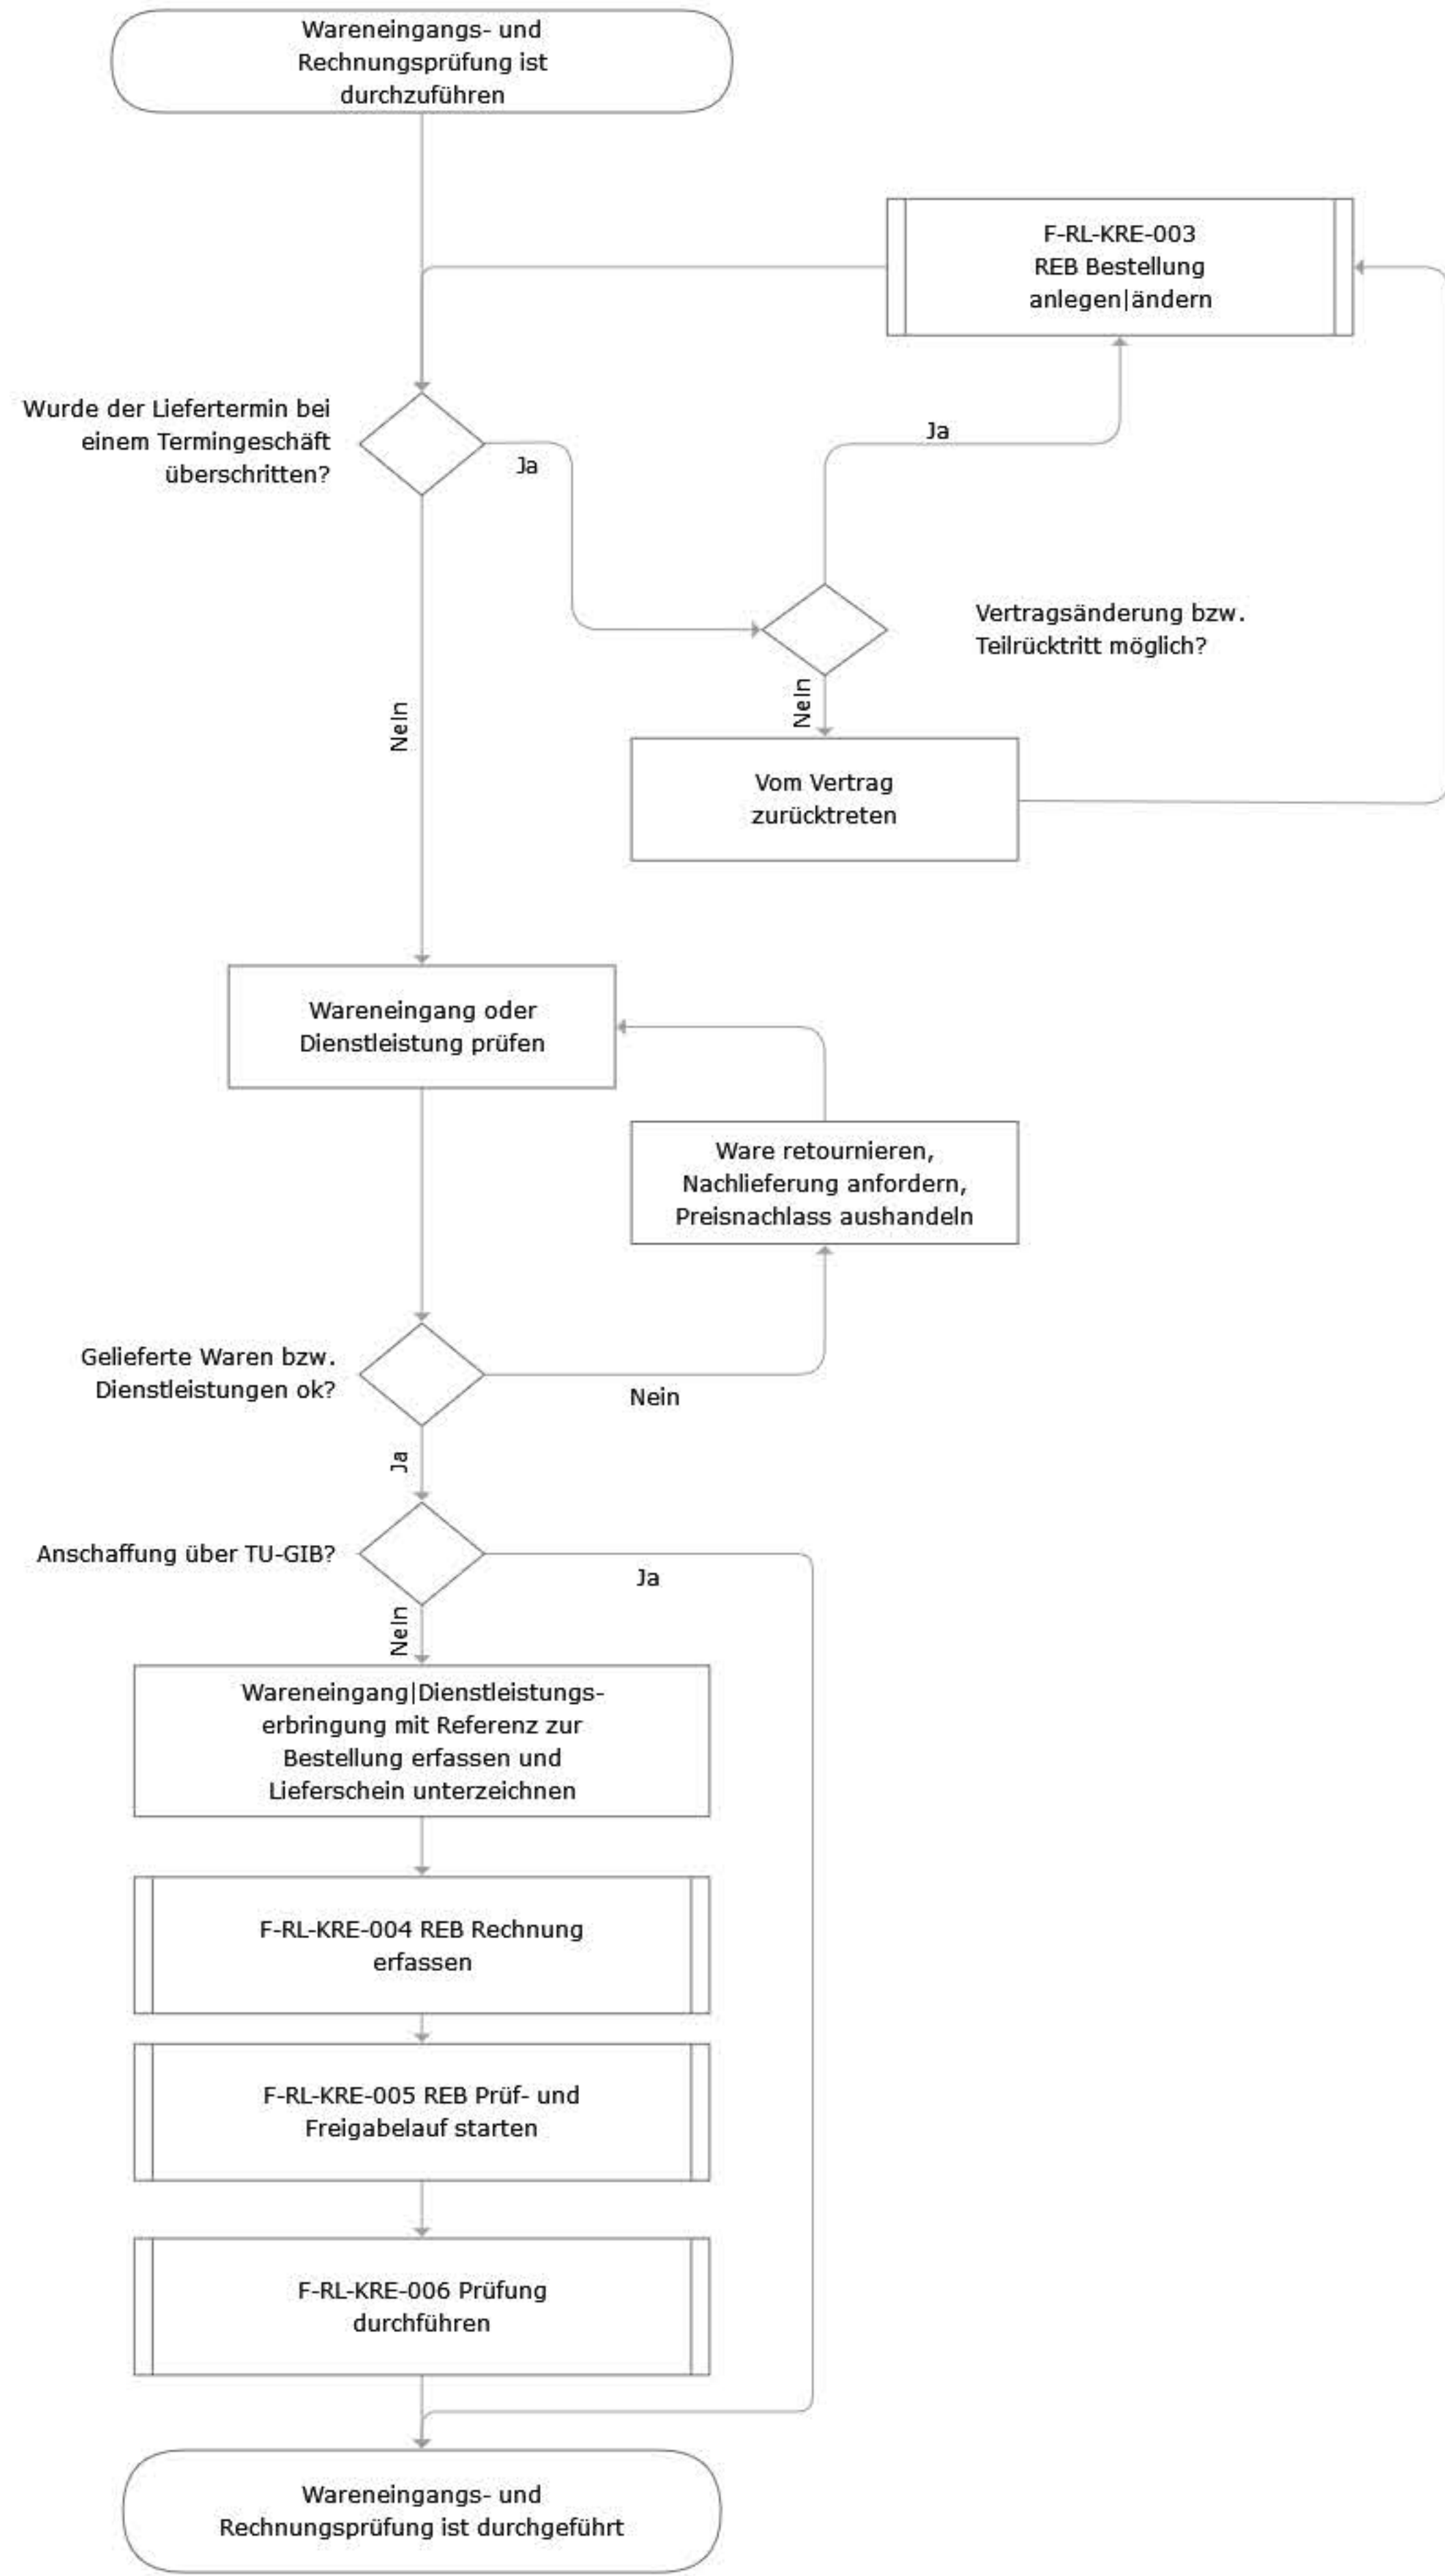 Wareneingangs- und
Rechnungsprüfung ist
durchzuführen
F-RL-KRE-003
REB Bestellung
anlegen|ändern
Wurde der Liefertermin bei
einem Termingeschäft
überschritten?
Ja
Ja
Vertragsänderung bzw.
Teilrücktritt möglich?
Nein
Nein
Vom Vertrag
zurücktreten
Wareneingang oder
Dienstleistung prüfen
Ware retournieren,
Nachlieferung anfordern,
Preisnachlass aushandeln
Gelieferte Waren bzw.
Dienstleistungen ok?
Nein
Ja
Anschaffung über TU-GIB?
Ja
Nein
Wareneingang|Dienstleistungs-
erbringung mit Referenz zur
Bestellung erfassen und
Lieferschein unterzeichnen
F-RL-KRE-004 REB Rechnung
erfassen
F-RL-KRE-005 REB Prüf- und
Freigabelauf starten
F-RL-KRE-006 Prüfung
durchführen
Wareneingangs- und
Rechnungsprüfung ist durchgeführt